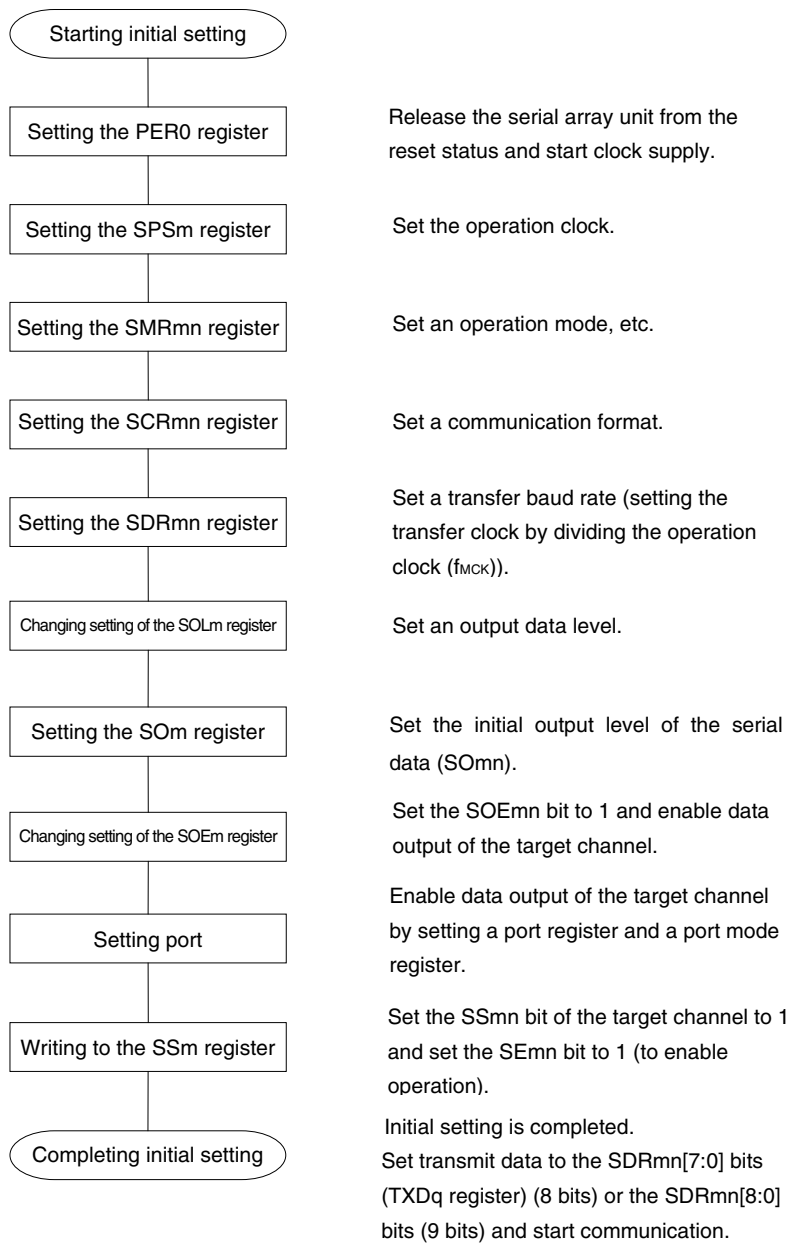 Starting initial setting
Setting the PER0 register
Release the serial array unit from the
reset status and start clock supply.
Setting the SPSm register
Set the operation clock.
Setting the SMRmn register
Set an operation mode, etc.
Setting the SCRmn register
Set a communication format.
Setting the SDRmn register
Set a transfer baud rate (setting the
transfer clock by dividing the operation
clock (fMCK)).
Changing setting of the SOLm register
Set an output data level.
Setting the SOm register
Set the initial output level of the serial
data (SOmn).
Changing setting of the SOEm register
Set the SOEmn bit to 1 and enable data
output of the target channel.
Setting port
Enable data output of the target channel
by setting a port register and a port mode
register.
Writing to the SSm register
Set the SSmn bit of the target channel to 1
and set the SEmn bit to 1 (to enable
operation).
Completing initial setting
Initial setting is completed.
Set transmit data to the SDRmn[7:0] bits
(TXDq register) (8 bits) or the SDRmn[8:0]
bits (9 bits) and start communication.